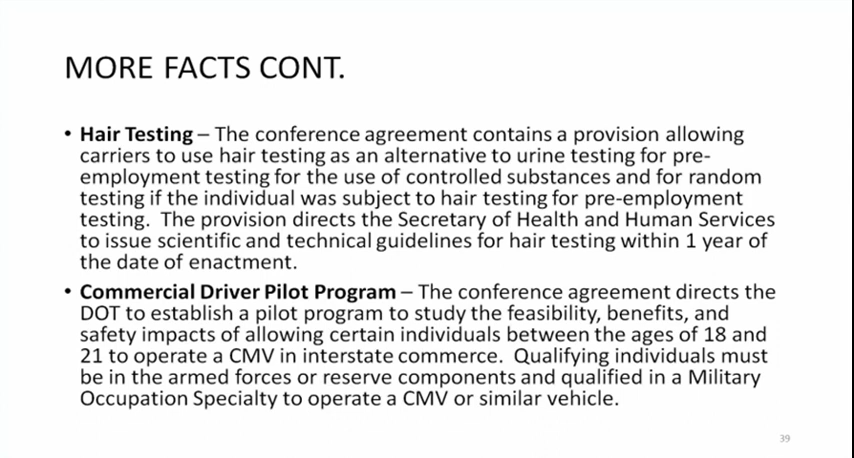 MORE FACTS CONT.
• Hair Testing – The conference agreement contains a provision allowing
carriers to use hair testing as an alternative to urine testing for pre-
employment testing for the use of controlled substances and for random
testing if the individual was subject to hair testing for pre-employment
testing.  The provision directs the Secretary of Health and Human Services
to issue scientific and technical guidelines for hair testing within 1 year of
the date of enactment.
• Commercial Driver Pilot Program – The conference agreement directs the
DOT to establish a pilot program to study the feasibility, benefits, and
safety impacts of allowing certain individuals between the ages of 18 and
21 to operate a CMV in interstate commerce.  Qualifying individuals must
be in the armed forces or reserve components and qualified in a Military
Occupation Specialty to operate a CMV or similar vehicle.
39